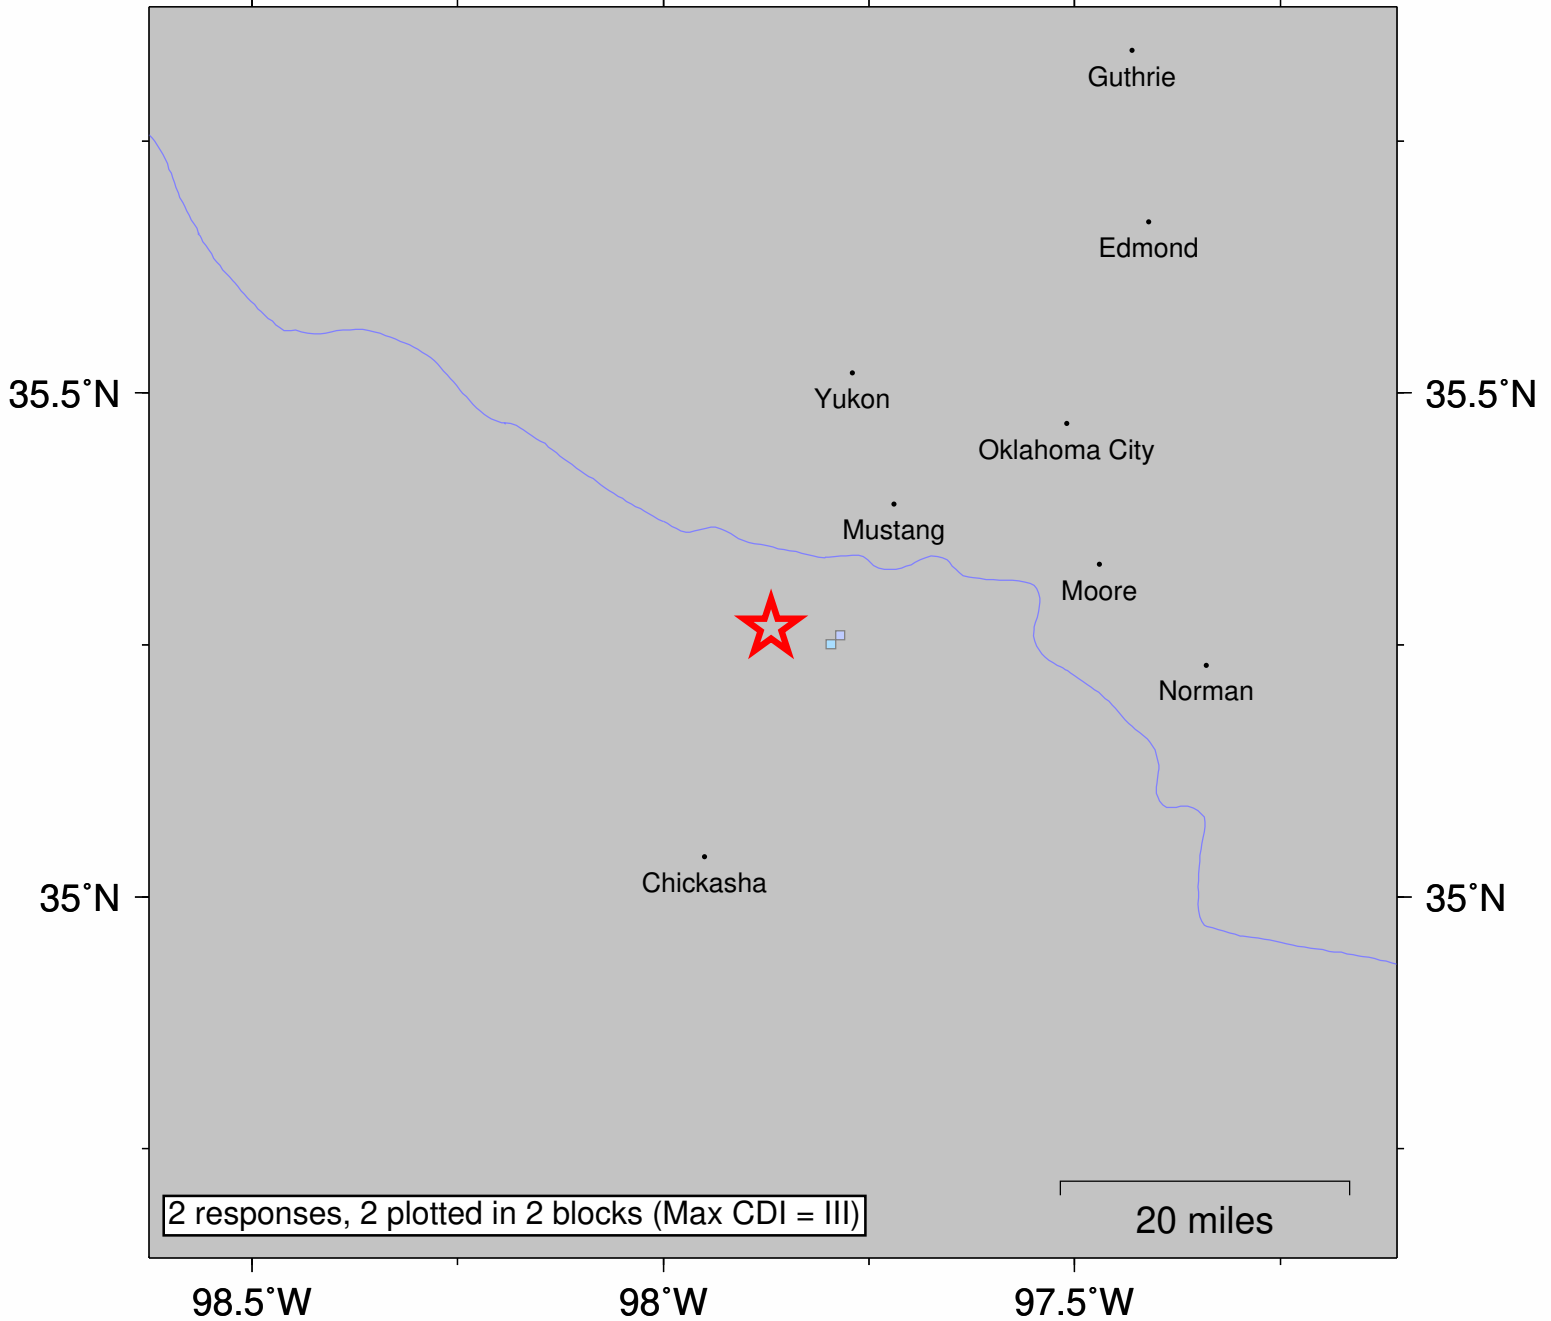 Guthrie
Edmond
35.5˚N
35.5˚N
Yukon
Oklahoma City
Mustang
Moore
Norman
Chickasha
35˚N
35˚N
2 responses, 2 plotted in 2 blocks (Max CDI = III)
20 miles
98.5˚W
98˚W
97.5˚W